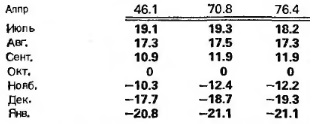 Алпр 46.1 70.8 76.4
Июль 19.1 19.3 18.2
Авг. 17.3 17.5 17.3
Сент. 10.9 11.9 11.9
Окт. 0 0 0
Нолб. −10.3 −12.4 −12.2
Дек. −17.7 −18.7 −19.3
Янв. −20.8 −21.1 −21.1